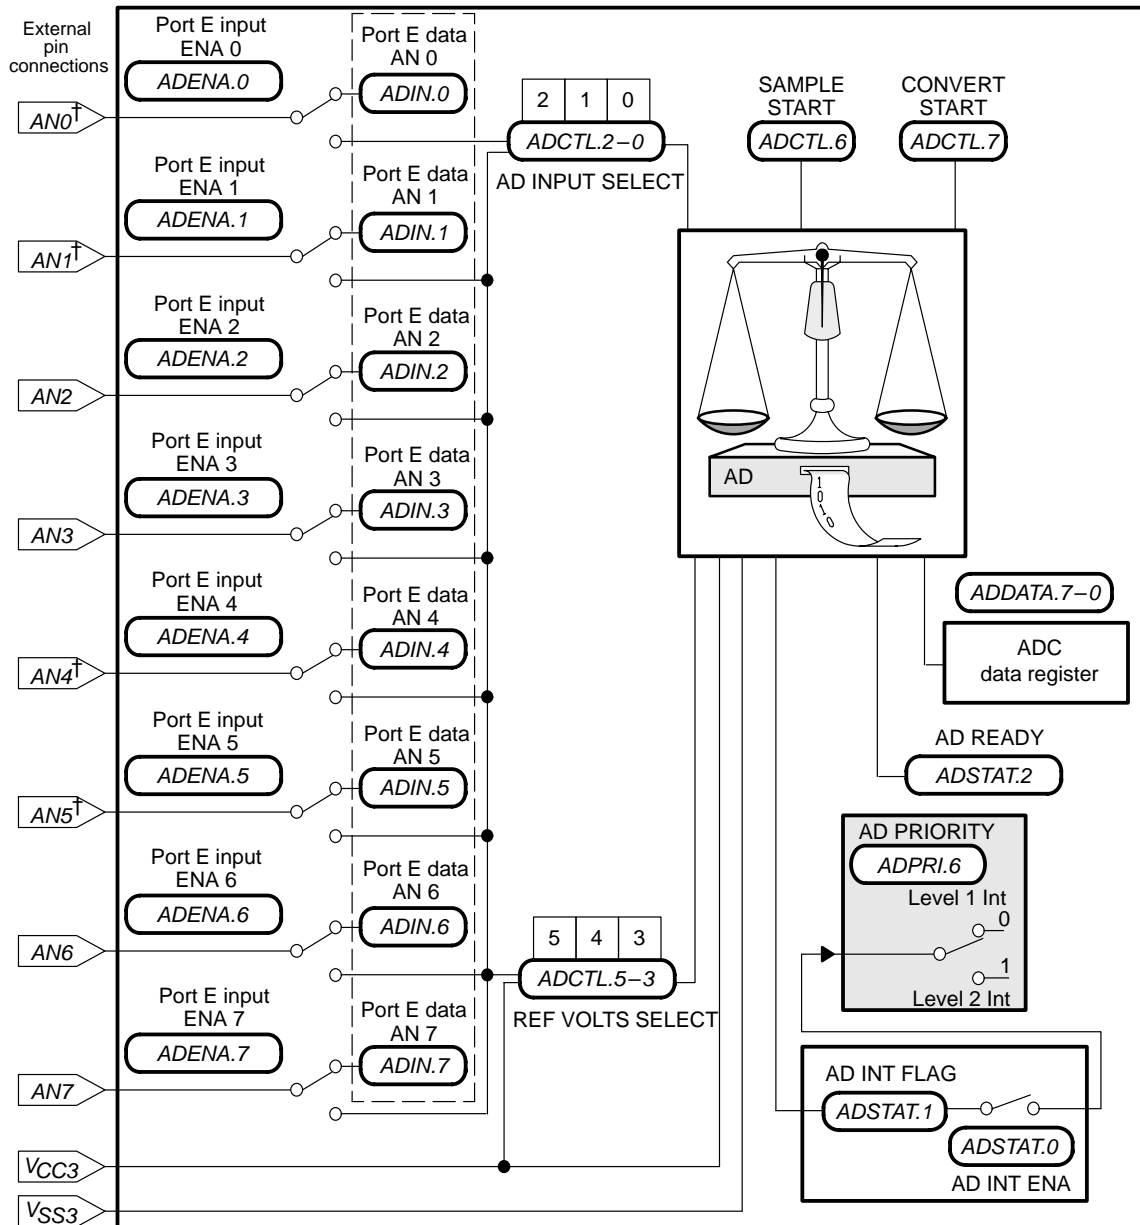 External
pin
connections
Port E input
ENA 0
ADENA.0
Port E data
AN 0
ADIN.0
AN0†
2 1 0
ADCTL.2–0
AD INPUT SELECT
SAMPLE
START
ADCTL.6
CONVERT
START
ADCTL.7
Port E input
ENA 1
ADENA.1
Port E data
AN 1
ADIN.1
AN1†
Port E input
ENA 2
ADENA.2
Port E data
AN 2
ADIN.2
AN2
Port E input
ENA 3
ADENA.3
Port E data
AN 3
ADIN.3
AN3
AD
1
0
1
0
Port E input
ENA 4
ADENA.4
Port E data
AN 4
ADIN.4
AN4†
ADDATA.7–0
ADC
data register
Port E input
ENA 5
ADENA.5
Port E data
AN 5
ADIN.5
AN5†
AD READY
ADSTAT.2
Port E input
ENA 6
ADENA.6
Port E data
AN 6
ADIN.6
AN6
5 4 3
ADCTL.5–3
REF VOLTS SELECT
AD PRIORITY
ADPRI.6
Level 1 Int
0
1
Level 2 Int
Port E input
ENA 7
ADENA.7
Port E data
AN 7
ADIN.7
AN7
AD INT FLAG
ADSTAT.1
ADSTAT.0
AD INT ENA
VCC3
VSS3